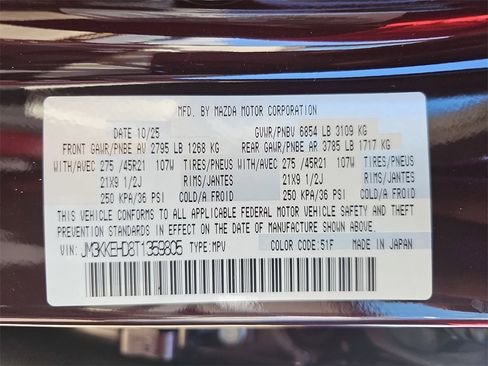 MFD. BY MAZDA MOTOR CORPORATION
DATE 10/25 GVWR/PNBV 6854 LB 3109 KG
FRONT GAWR/PNBE AV 2795 LB 1268 KG REAR GAWR/PNBE AR 3785 LB 1717 KG
WITH/AVEC 275 /45R21 107W TIRES/PNEUS WITH/AVEC 275 /45R21 107W TIRES/PNEUS
21X9 1/2J RIMS/JANTES 21X9 1/2J RIMS/JANTES
250 KPA/36 PSI COLD/A FROID 250 KPA/36 PSI COLD/A FROID
THIS VEHICLE CONFORMS TO ALL APPLICABLE FEDERAL MOTOR VEHICLE SAFETY AND THEFT
PREVENTION STANDARDS IN EFFECT ON THE DATE OF MANUFACTURE SHOWN ABOVE.
VIN: JM3KKEHD8T1359805 TYPE:MPV COLOR CODE:51F MADE IN JAPAN